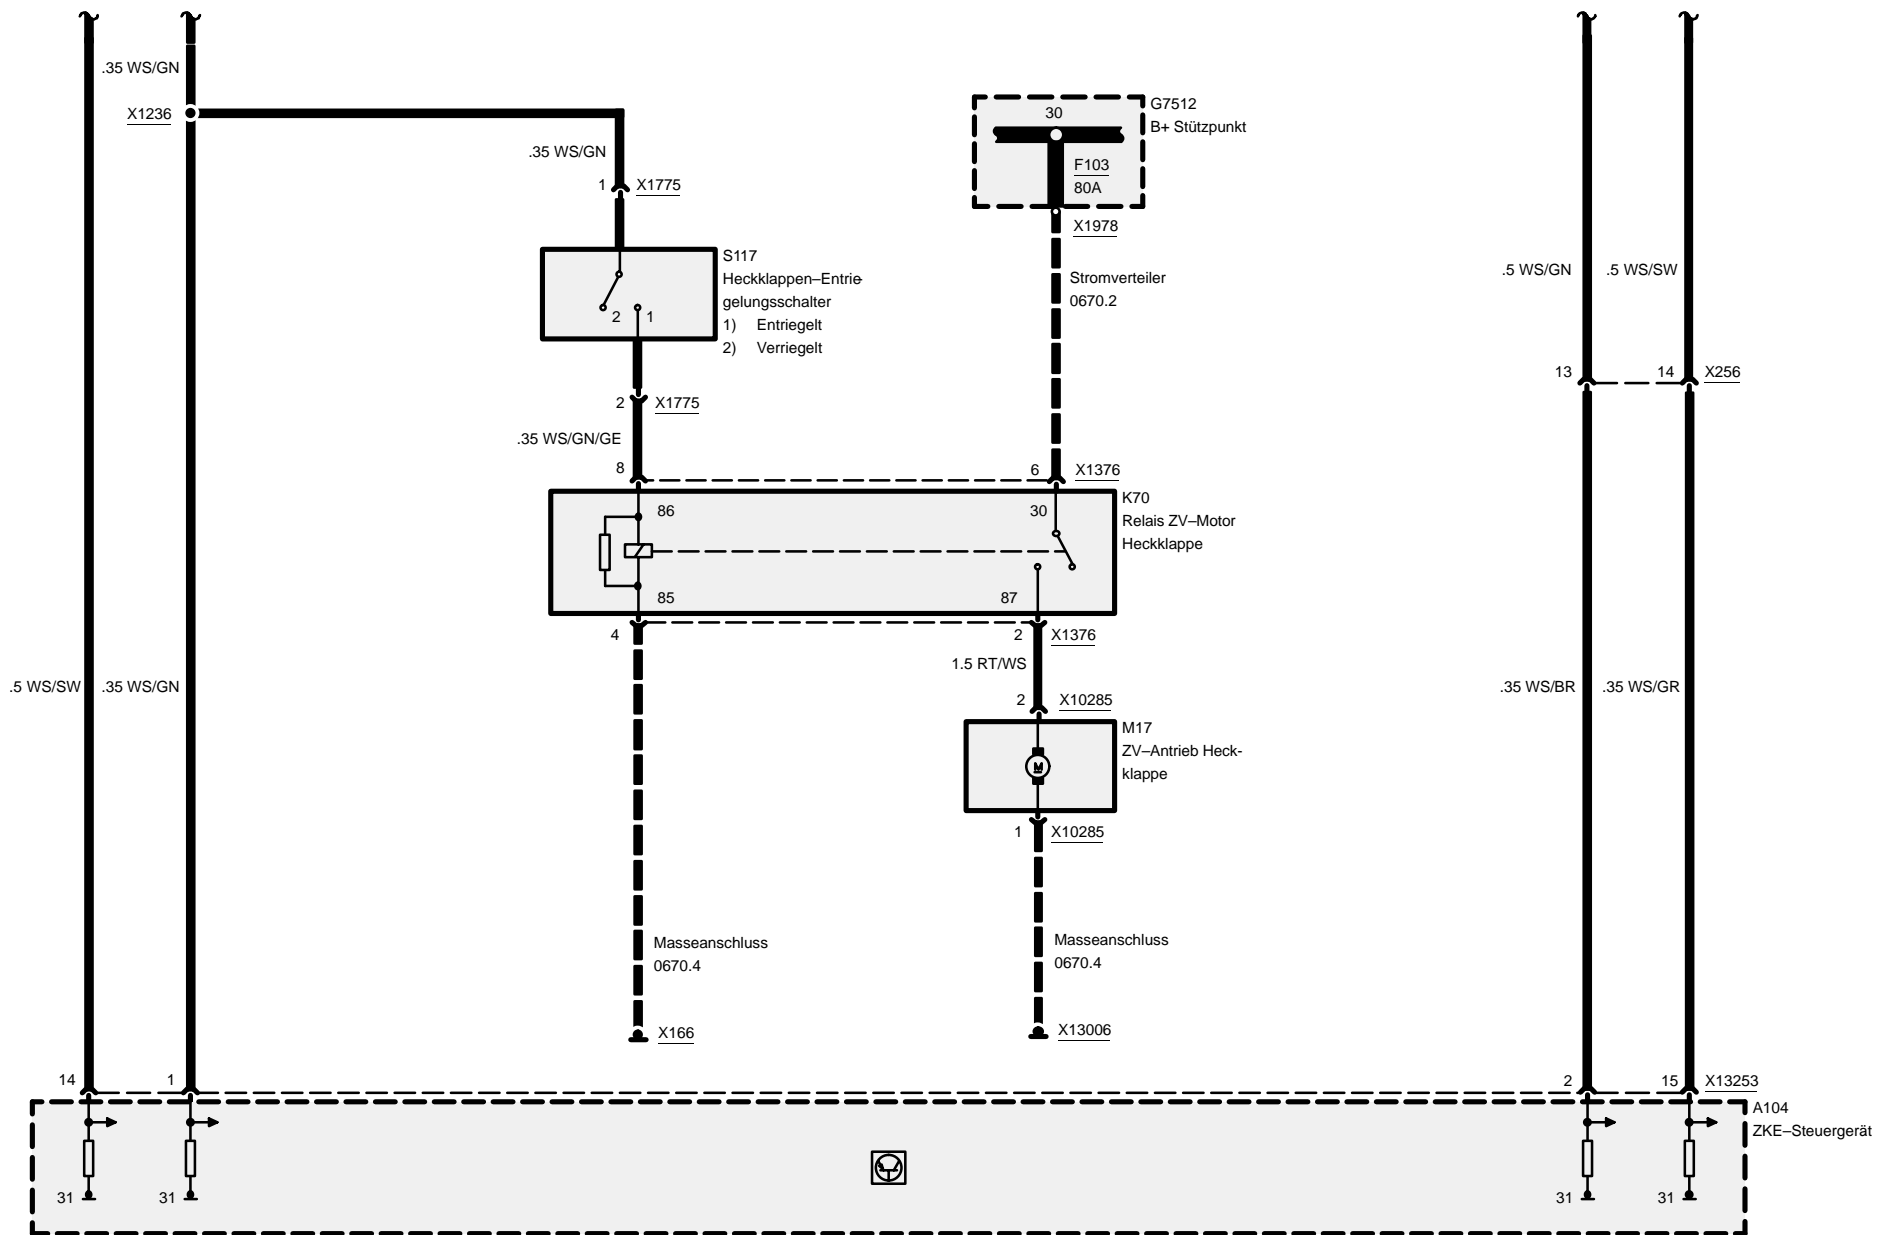 .35 WS/GN
X1236
.35 WS/GN
1 X1775
S117
Heckklappen–Entrie
gelungsschalter
1) Entriegelt
2) Verriegelt
2 1
2 X1775
.35 WS/GN/GE
30
G7512
B+ Stützpunkt
F103
80A
X1978
Stromverteiler
0670.2
.5 WS/GN .5 WS/SW
13 14 X256
8 6 X1376
86 30
K70
Relais ZV–Motor
Heckklappe
85 87
4 2 X1376
1.5 RT/WS
2 X10285
M17
ZV–Antrieb Heck-
klappe
M
1 X10285
.5 WS/SW .35 WS/GN
.35 WS/BR .35 WS/GR
Masseanschluss
0670.4
Masseanschluss
0670.4
X166
X13006
14 1 2 15 X13253
A104
ZKE–Steuergerät
31 31 31 31